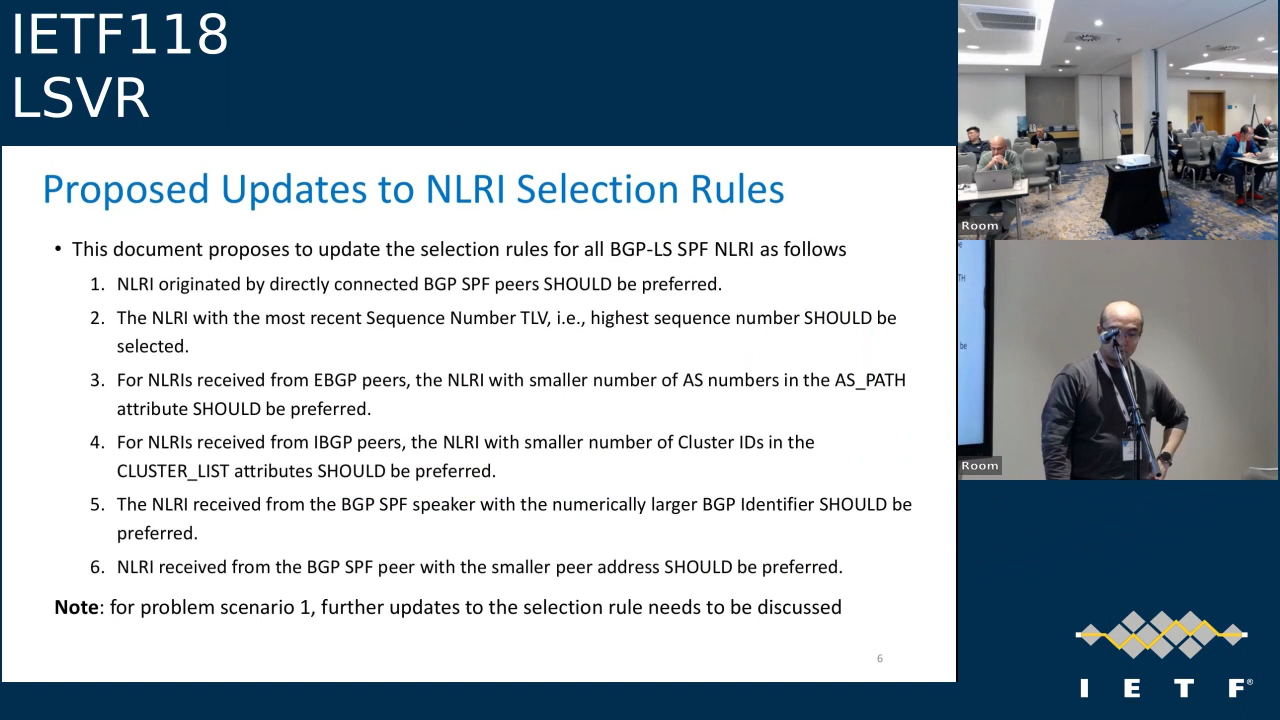 IETF118
LSVR
Proposed Updates to NLRI Selection Rules
• This document proposes to update the selection rules for all BGP-LS SPF NLRI as follows
1. NLRI originated by directly connected BGP SPF peers SHOULD be preferred.
2. The NLRI with the most recent Sequence Number TLV, i.e., highest sequence number SHOULD be
selected.
3. For NLRIs received from EBGP peers, the NLRI with smaller number of AS numbers in the AS_PATH
attribute SHOULD be preferred.
4. For NLRIs received from IBGP peers, the NLRI with smaller number of Cluster IDs in the
CLUSTER_LIST attributes SHOULD be preferred.
5. The NLRI received from the BGP SPF speaker with the numerically larger BGP Identifier SHOULD be
preferred.
6. NLRI received from the BGP SPF peer with the smaller peer address SHOULD be preferred.
Note: for problem scenario 1, further updates to the selection rule needs to be discussed
6
Room
be
TH
be
Room
I E T F®